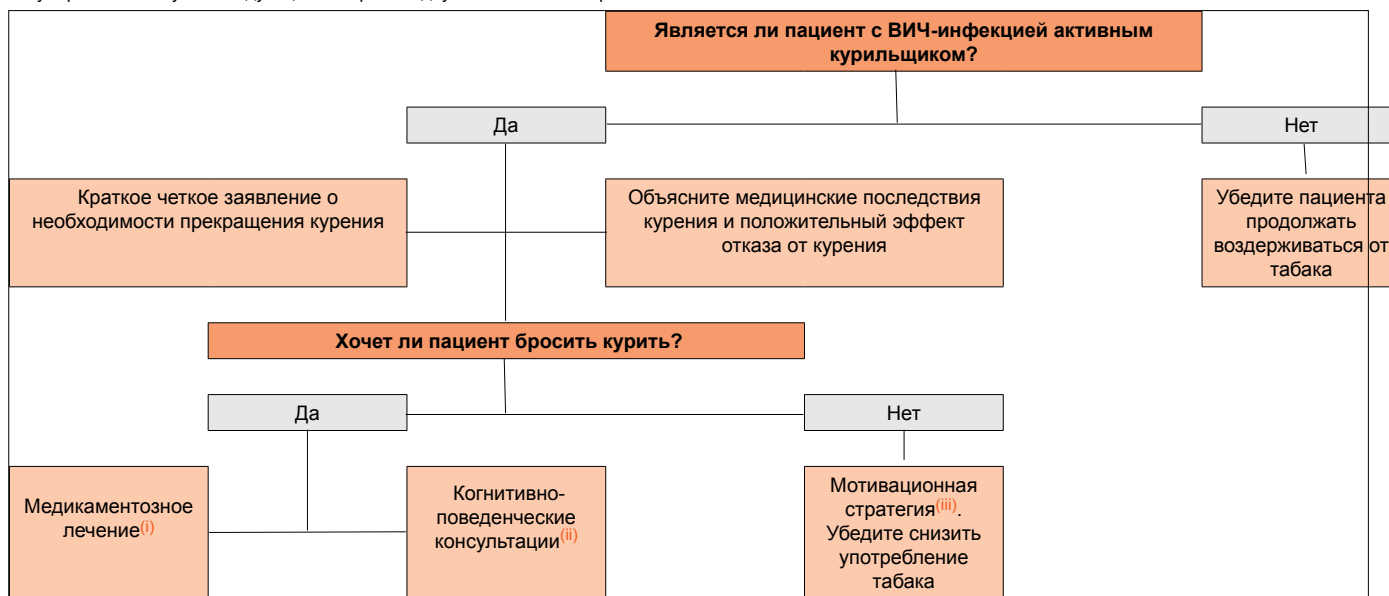 Является ли пациент с ВИЧ-инфекцией активным
курильщиком?
Да
Нет
Краткое четкое заявление о
необходимости прекращения курения
Объясните медицинские последствия
курения и положительный эффект
отказа от курения
Убедите пациента
продолжать
воздерживаться от
табака
Хочет ли пациент бросить курить?
Да
Нет
Медикаментозное
лечение(i)
Когнитивно-
поведенческие
консультации(ii)
Мотивационная
стратегия(iii).
Убедите снизить
употребление
табака